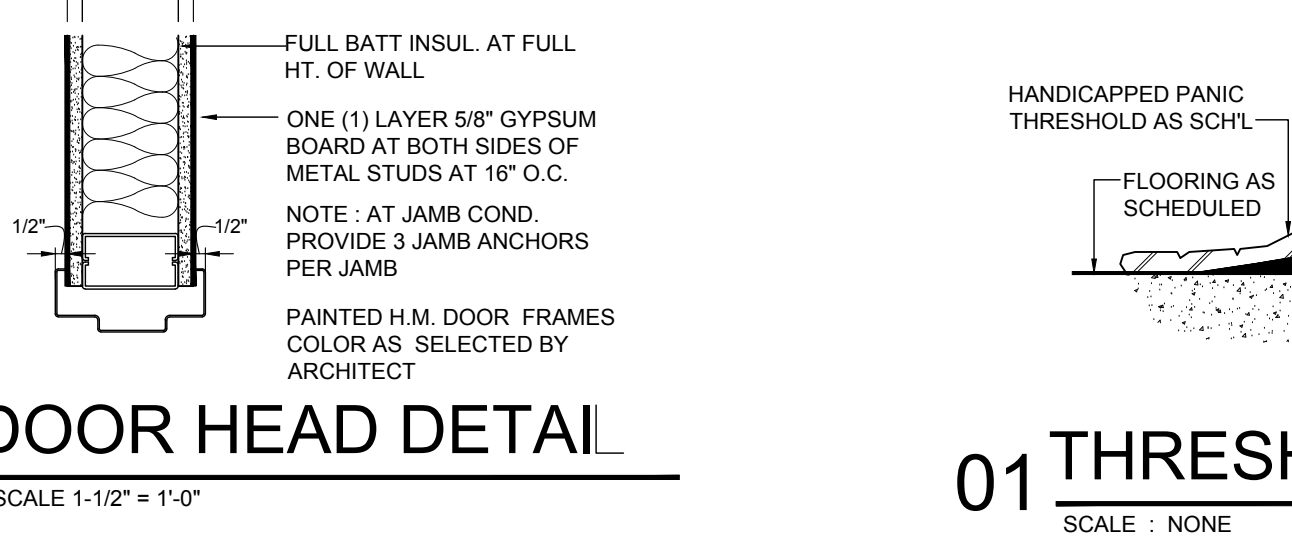 FULL BATT INSUL. AT FULL
HT. OF WALL
ONE (1) LAYER 5/8" GYPSUM
BOARD AT BOTH SIDES OF
METAL STUDS AT 16" O.C.
1/2"
1/2"
NOTE : AT JAMB COND.
PROVIDE 3 JAMB ANCHORS
PER JAMB
PAINTED H.M. DOOR FRAMES
COLOR AS SELECTED BY
ARCHITECT
DOOR HEAD DETAIL
SCALE 1-1/2" = 1'-0"
HANDICAPPED PANIC
THRESHOLD AS SCH'L
FLOORING AS
SCHEDULED
01 THRESH
SCALE : NONE